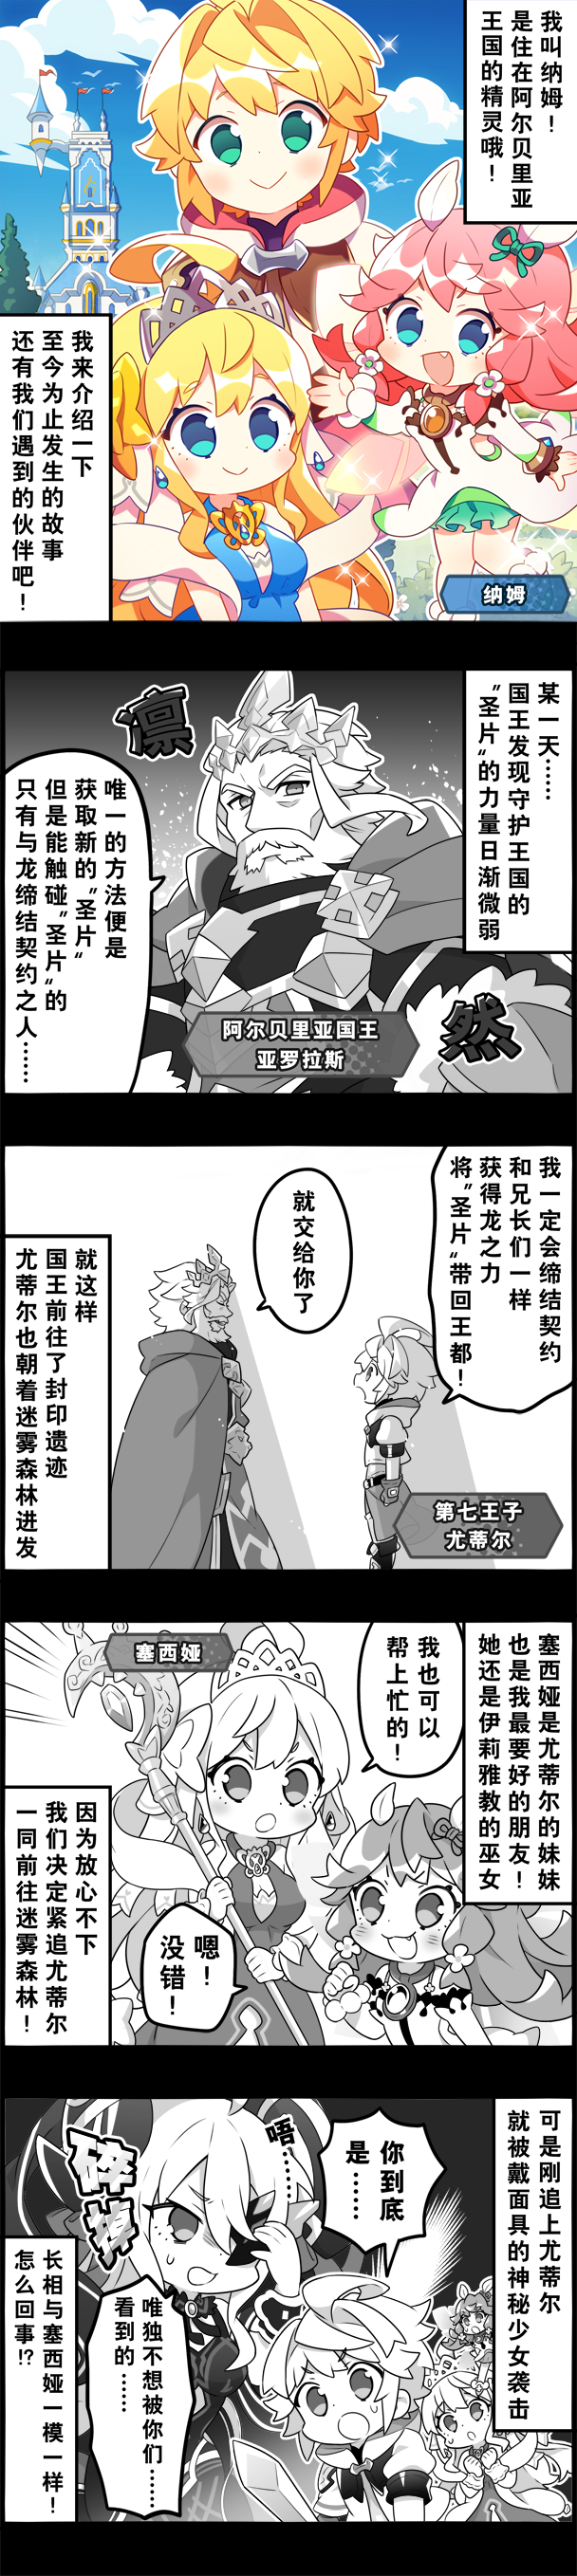 我叫纳姆！
是住在阿尔贝里亚
王国的精灵哦！
我来介绍一下
至今为止发生的故事
还有我们遇到的伙伴吧！
纳姆
某一天……
国王发现守护王国的
“圣片”的力量日渐微弱
凛
唯一的方法便是
获取新的“圣片”
但是能触碰“圣片”的
只有与龙缔结契约之人……
然
阿尔贝里亚国王
亚罗拉斯
我一定会缔结契约
和兄长们一样
获得龙之力
将“圣片”带回王都！
就交给你了
就这样
国王前往了封印遗迹
尤蒂尔也朝着迷雾森林进发
第七王子
尤蒂尔
塞西娅是尤蒂尔的妹妹
也是我最要好的朋友！
她还是伊莉雅教的巫女
我也可以
帮上忙的！
塞西娅
嗯！
没错！
因为放心不下
我们决定紧追尤蒂尔
一同前往迷雾森林！
可是刚追上尤蒂尔
就被戴面具的神秘少女袭击
你到底
是……
唔……
碎掉
唯独不想被你们……
看到的……
长相与塞西娅一模一样！
怎么回事!?